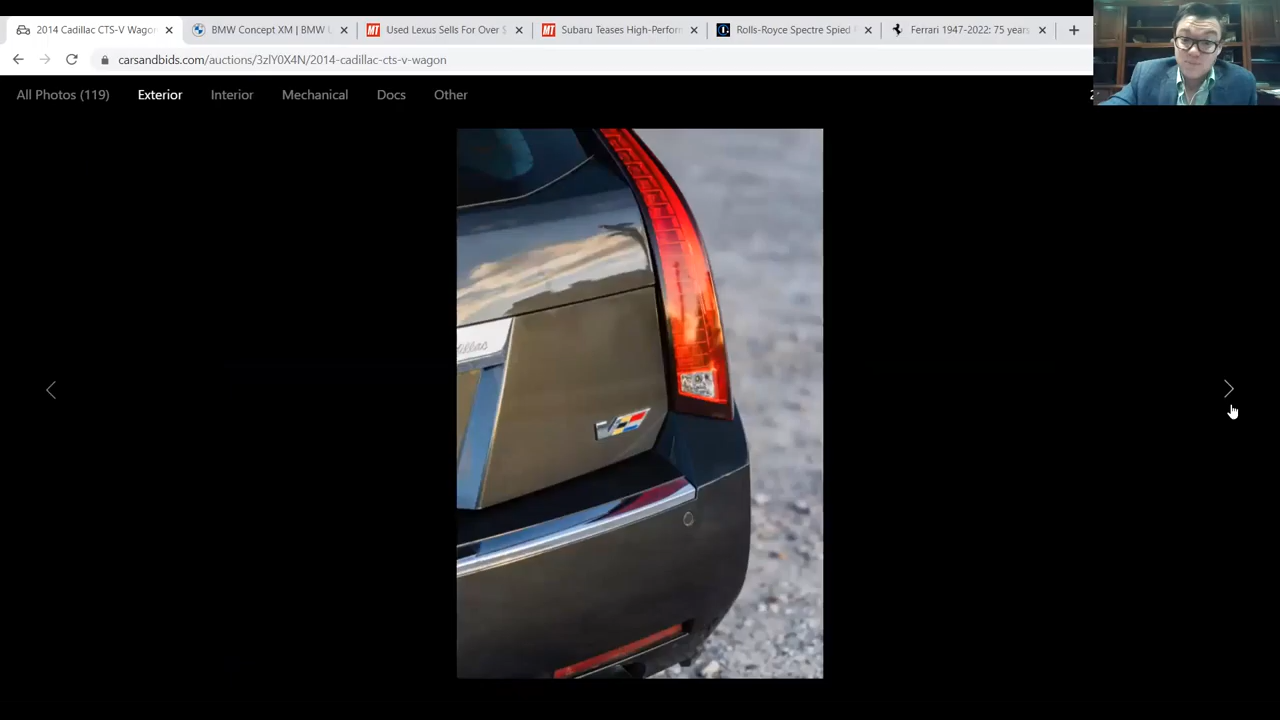 2014 Cadillac CTS-V Wagon
BMW Concept XM | BMW U
Used Lexus Sells For Over $
Subaru Teases High-Perform
Rolls-Royce Spectre Spied
Ferrari 1947-2022: 75 years
carsandbids.com/auctions/3zlY0X4N/2014-cadillac-cts-v-wagon
All Photos (119)
Exterior
Interior
Mechanical
Docs
Other